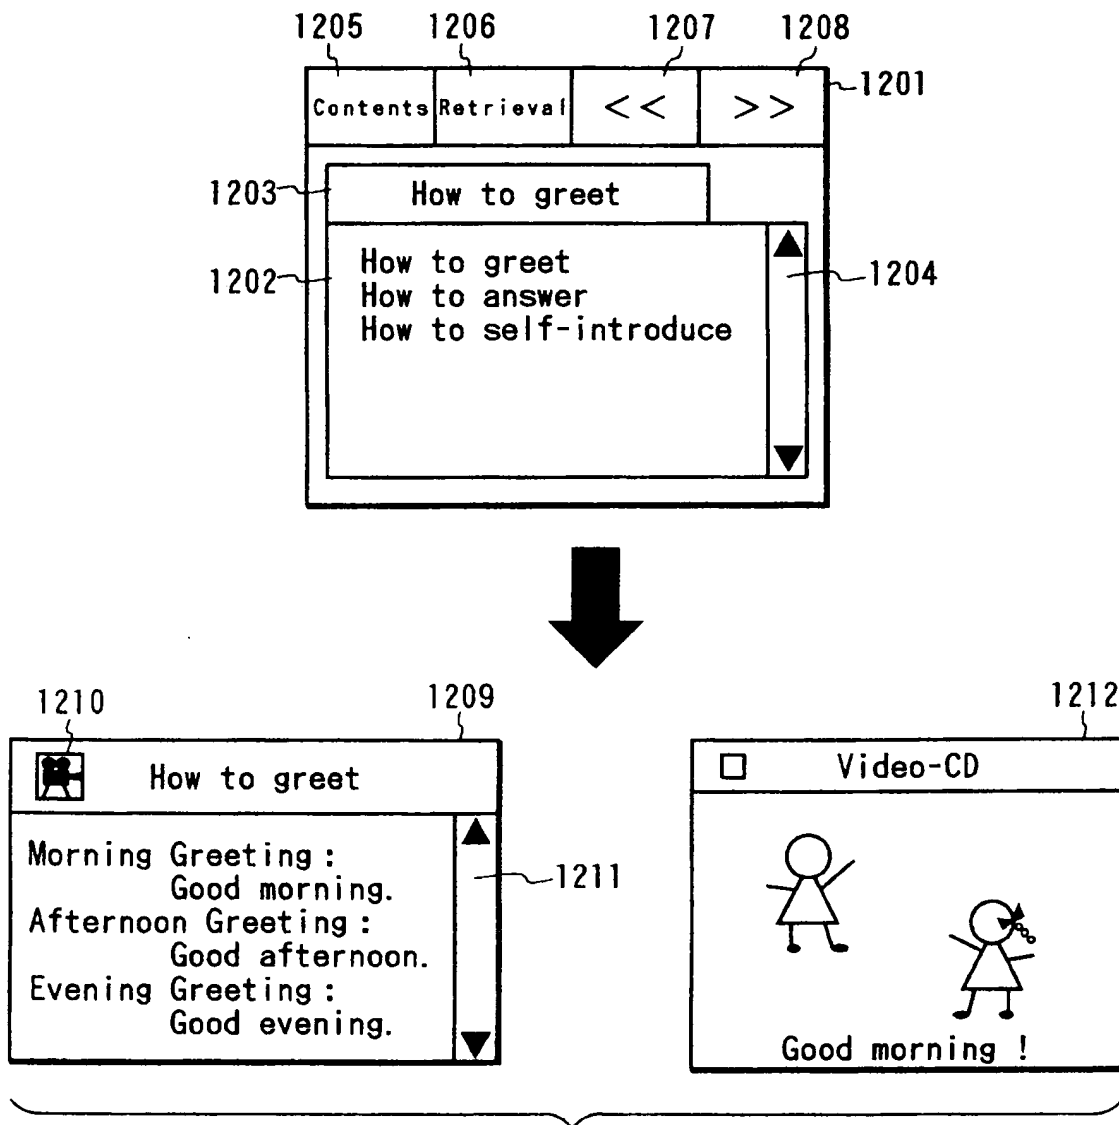 1205 1206 1207 1208
1201
Contents Retrieval << >>
1203
How to greet
1202
How to greet
1204
How to answer
How to self-introduce
1210 1209 1212
How to greet
Video-CD
Morning Greeting :
Good morning.
1211
Afternoon Greeting :
Good afternoon.
Evening Greeting :
Good evening.
Good morning !